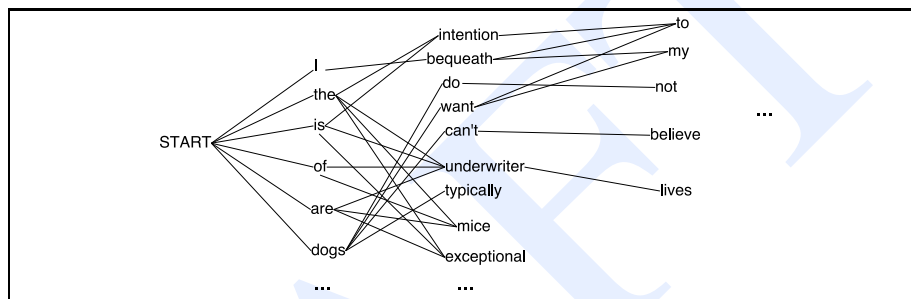 START
I
the
is
of
are
dogs
...
intention
bequeath
do
want
can't
underwriter
typically
mice
exceptional
...
to
my
not
believe
lives
...